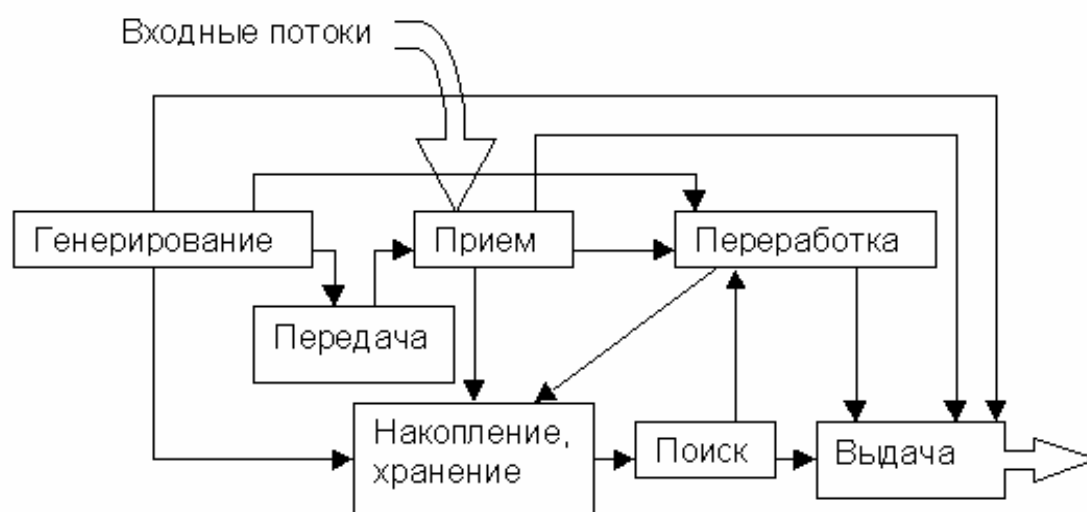 Входные потоки
Генерирование
Прием
Переработка
Передача
Накопление,
хранение
Поиск
Выдача